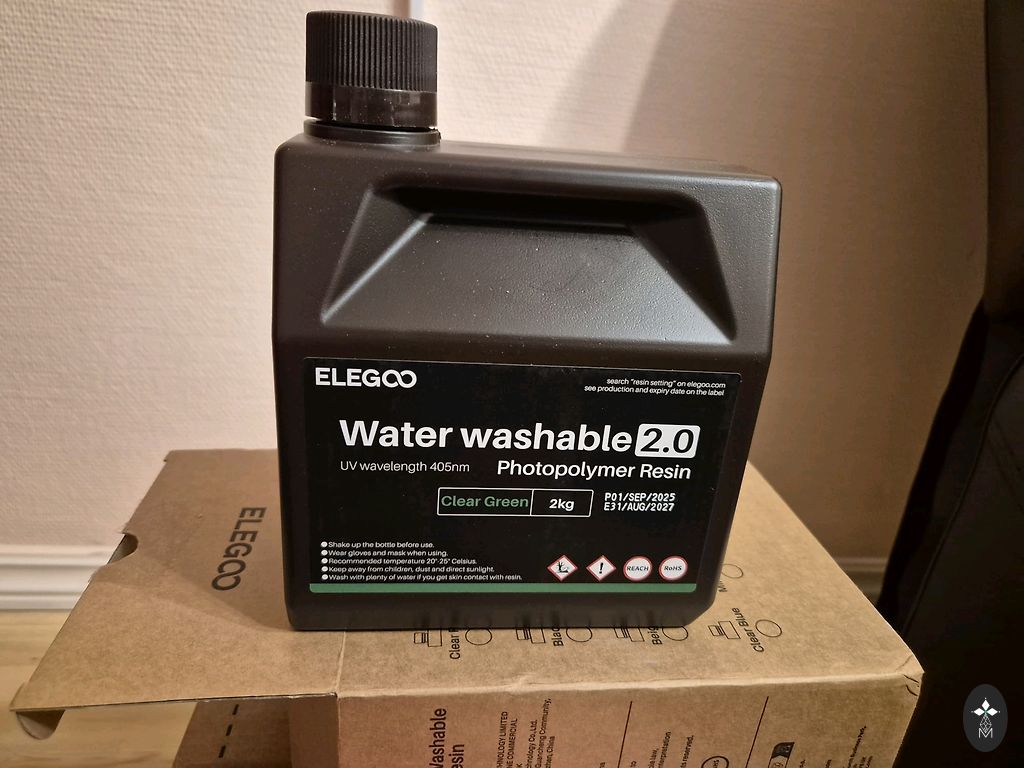 ELEGOO
search "resin setting" on elegoo.com
see production and expiry date on the label
Water washable 2.0
UV wavelength 405nm
Photopolymer Resin
Clear Green
2kg
P01/SEP/2025
E31/AUG/2027
Shake up the bottle before use.
Wear gloves and mask when using.
Recommended temperature 20°-25° Celsius.
Keep away from children, dust and direct sunlight.
Wash with plenty of water if you get skin contact with resin.
REACH
RoHS
ELEGOO
Clear
Clear Blue